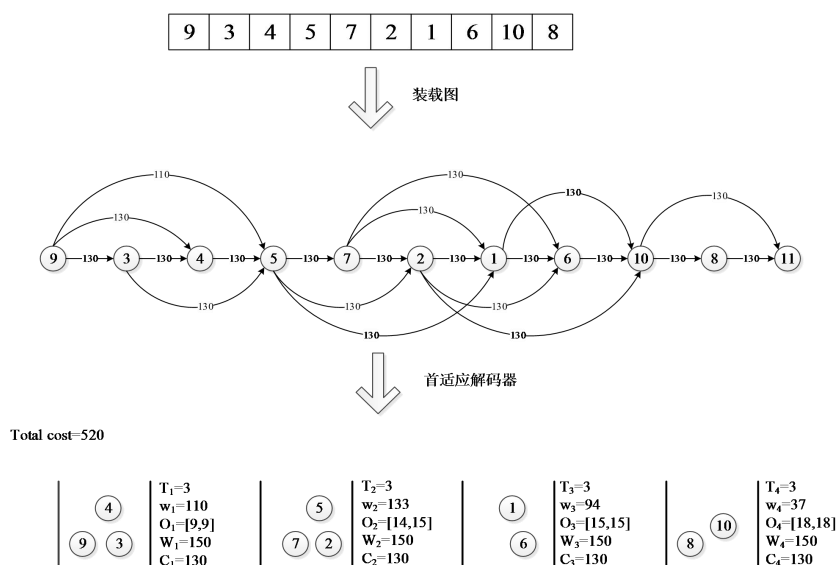 9 3 4 5 7 2 1 6 10 8
装载图
110
130
130
130
130
9 130 3 130 4 130 5 130 7 130 2 130 1 130 6 130 10 130 8 130 11
130 130 130
130 130
首适应解码器
Total cost=520
4
9 3
T1=3
w1=110
O1=[9,9]
W1=150
C1=130
5
7 2
T2=3
w2=133
O2=[14,15]
W2=150
C2=130
1
6
T3=3
w3=94
O3=[15,15]
W3=150
C3=130
10
8
T4=3
w4=37
O4=[18,18]
W4=150
C4=130